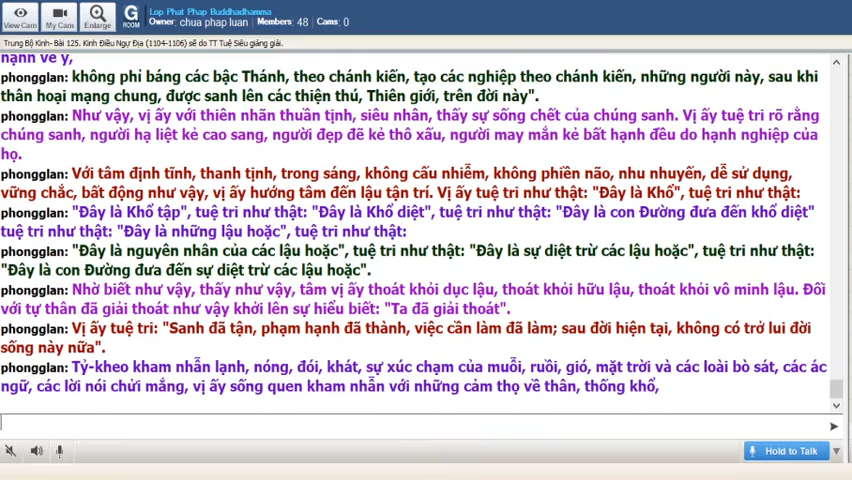 Lop Phat Phap Buddhadhamma
Owner: chua phap luan Members: 48 Cams: 0
View Cam
My Cam
Enlarge
G
ROOM
Trung Bộ Kinh- Bài 125. Kinh Điều Ngự Địa (1104-1106) sẽ do TT Tuệ Siêu giảng giải.
hạnh về ý,
phongglan: không phỉ báng các bậc Thánh, theo chánh kiến, tạo các nghiệp theo chánh kiến, những người này, sau khi
thân hoại mạng chung, được sanh lên các thiện thú, Thiên giới, trên đời này".
phongglan: Như vậy, vị ấy với thiên nhãn thuần tịnh, siêu nhân, thấy sự sống chết của chúng sanh. Vị ấy tuệ tri rõ rằng
chúng sanh, người hạ liệt kẻ cao sang, người đẹp đẽ kẻ thô xấu, người may mắn kẻ bất hạnh đều do hạnh nghiệp của
họ.
phongglan: Với tâm định tĩnh, thanh tịnh, trong sáng, không cấu nhiễm, không phiền não, nhu nhuyến, dễ sử dụng,
vững chắc, bất động như vậy, vị ấy hướng tâm đến lậu tận trí. Vị ấy tuệ tri như thật: "Đây là Khổ", tuệ tri như thật:
phongglan: "Đây là Khổ tập", tuệ tri như thật: "Đây là Khổ diệt", tuệ tri như thật: "Đây là con Đường đưa đến khổ diệt"
tuệ tri như thật: "Đây là những lậu hoặc", tuệ tri như thật:
phongglan: "Đây là nguyên nhân của các lậu hoặc", tuệ tri như thật: "Đây là sự diệt trừ các lậu hoặc", tuệ tri như thật:
"Đây là con Đường đưa đến sự diệt trừ các lậu hoặc".
phongglan: Nhờ biết như vậy, thấy như vậy, tâm vị ấy thoát khỏi dục lậu, thoát khỏi hữu lậu, thoát khỏi vô minh lậu. Đối
với tự thân đã giải thoát như vậy khởi lên sự hiểu biết: "Ta đã giải thoát".
phongglan: Vị ấy tuệ tri: "Sanh đã tận, phạm hạnh đã thành, việc cần làm đã làm; sau đời hiện tại, không có trở lui đời
sống này nữa".
phongglan: Tỷ-kheo kham nhẫn lạnh, nóng, đói, khát, sự xúc chạm của muỗi, ruồi, gió, mặt trời và các loài bò sát, các ác
ngữ, các lời nói chửi mắng, vị ấy sống quen kham nhẫn với những cảm thọ về thân, thống khổ,
Hold to Talk